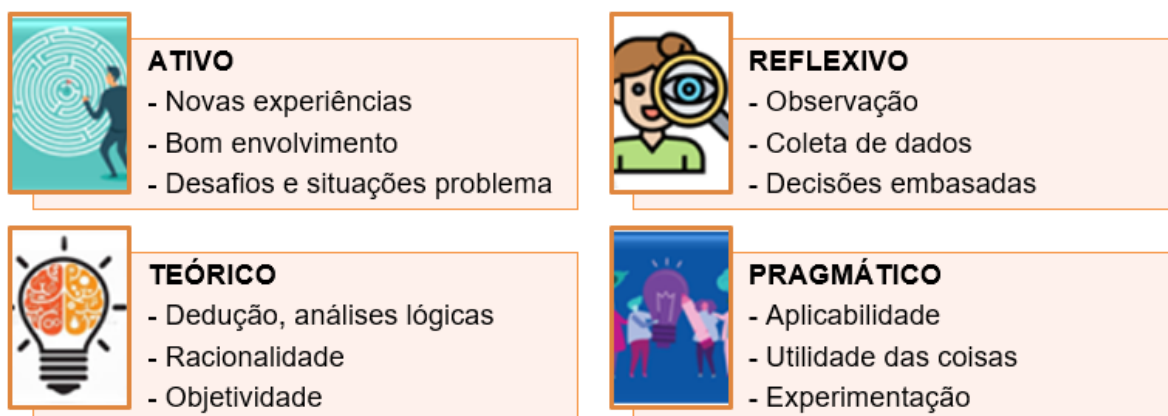 ATIVO
- Novas experiências
- Bom envolvimento
- Desafios e situações problema
REFLEXIVO
- Observação
- Coleta de dados
- Decisões embasadas
TEÓRICO
- Dedução, análises lógicas
- Racionalidade
- Objetividade
PRAGMÁTICO
- Aplicabilidade
- Utilidade das coisas
- Experimentação